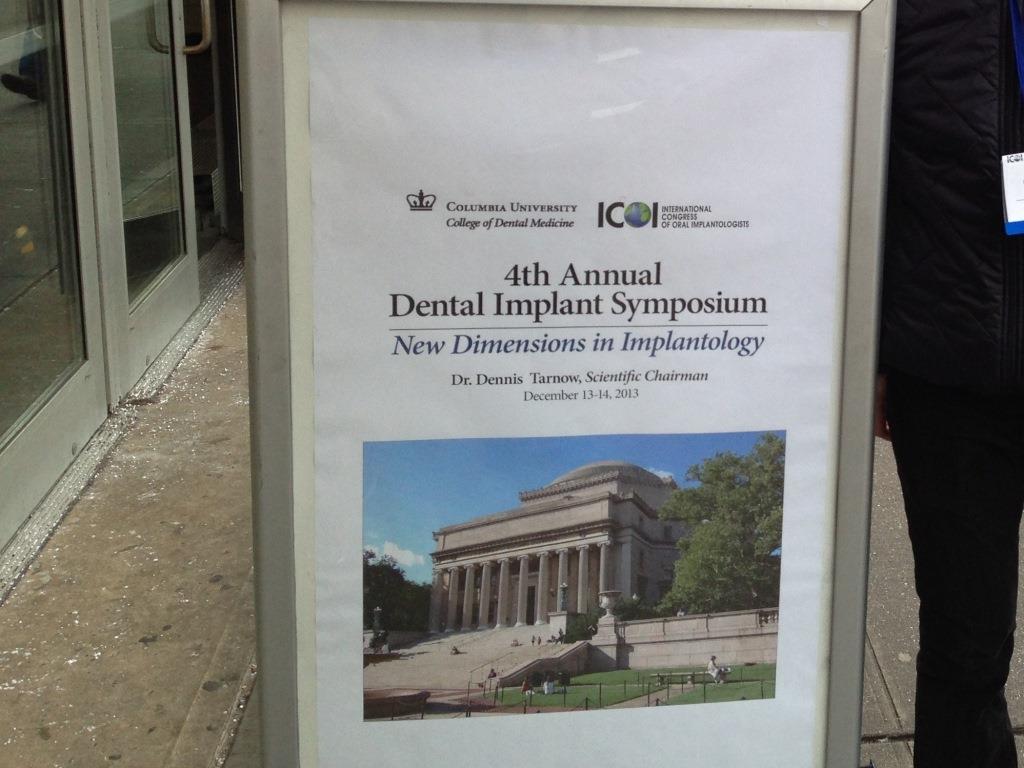 COLUMBIA UNIVERSITY
College of Dental Medicine
ICOI INTERNATIONAL
CONGRESS
OF ORAL IMPLANTOLOGISTS
4th Annual
Dental Implant Symposium
New Dimensions in Implantology
Dr. Dennis Tarnow, Scientific Chairman
December 13-14, 2013
ICOI